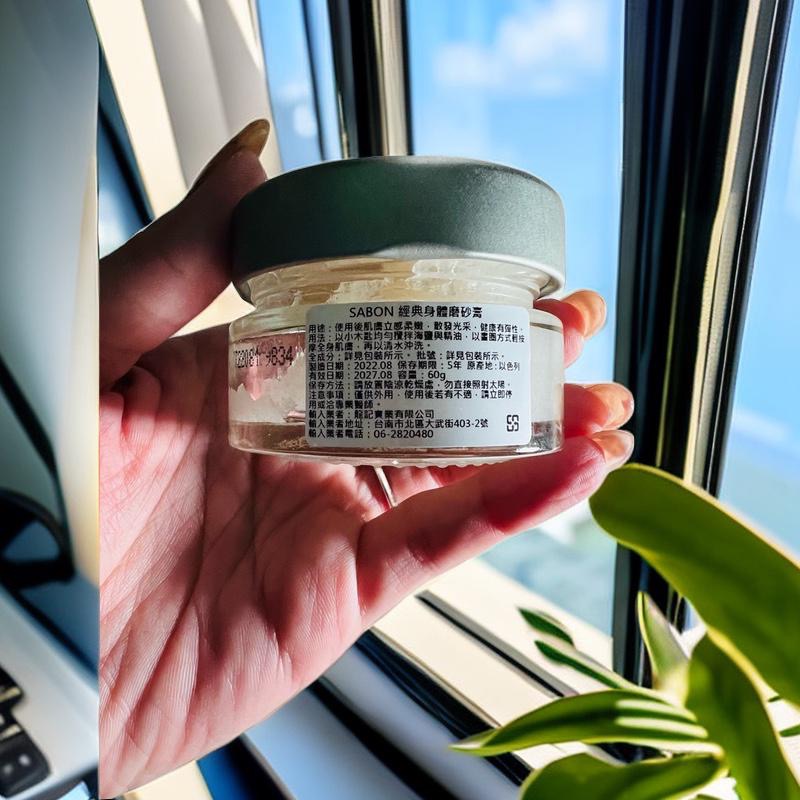 SABON 經典身體磨砂膏
用途：使用後肌膚立感柔嫩，散發光采，健康有彈性。
用法：以小木匙均勻攪拌海鹽與精油，以畫圈方式輕按
摩全身肌膚，再以清水沖洗。
全成分：詳見包裝所示。 批號：詳見包裝所示。
製造日期：2022.08 保存期限：5年 原產地：以色列
有效日期：2027.08 容量：60g
保存方法：請放置陰涼乾燥處，勿直接照射太陽。
注意事項：僅供外用，使用後若有不適，請立即停
用或洽專業醫師。
輸入業者：龍記實業有限公司
輸入業者地址：台南市北區大武街403-2號
輸入業者電話：06-2820480